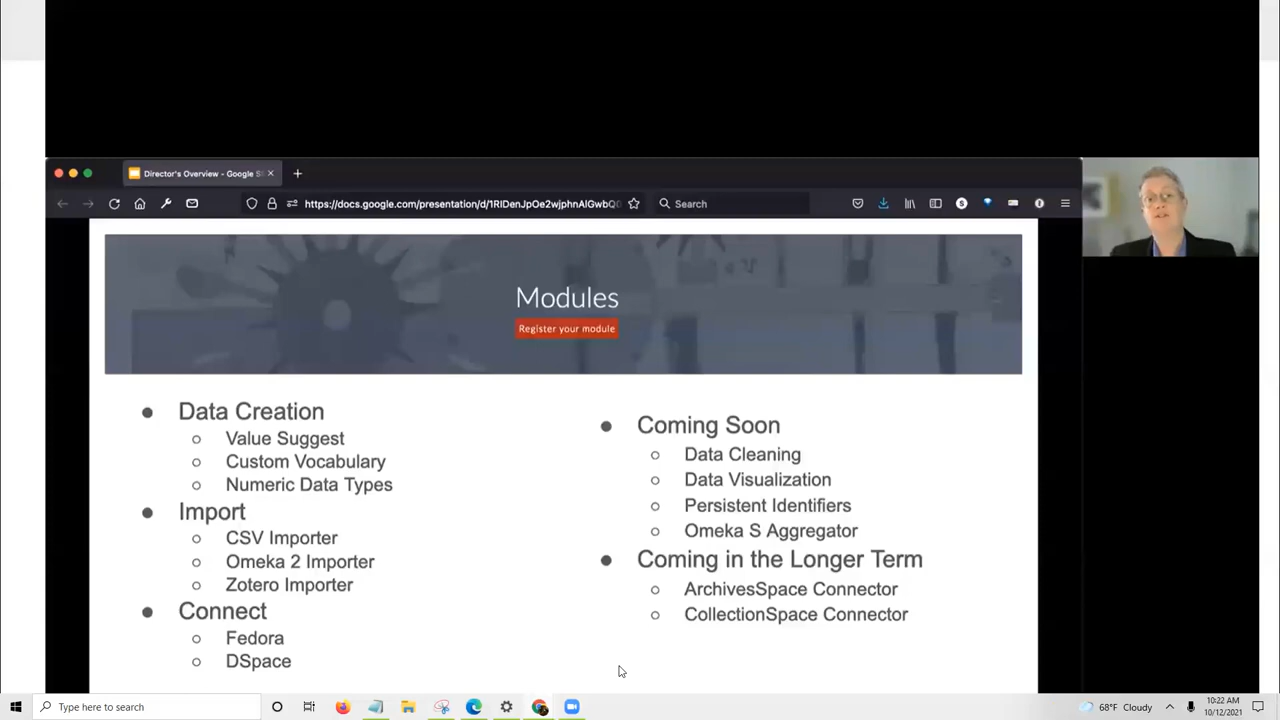 Director's Overview - Google S
https://docs.google.com/presentation/d/1RIDenJpOe2wjphnAlGwbQ0
Search
Modules
Register your module
Data Creation
Value Suggest
Custom Vocabulary
Numeric Data Types
Import
CSV Importer
Omeka 2 Importer
Zotero Importer
Connect
Fedora
DSpace
Coming Soon
Data Cleaning
Data Visualization
Persistent Identifiers
Omeka S Aggregator
Coming in the Longer Term
ArchivesSpace Connector
CollectionSpace Connector
Type here to search
68°F Cloudy
10:22 AM
10/12/2021